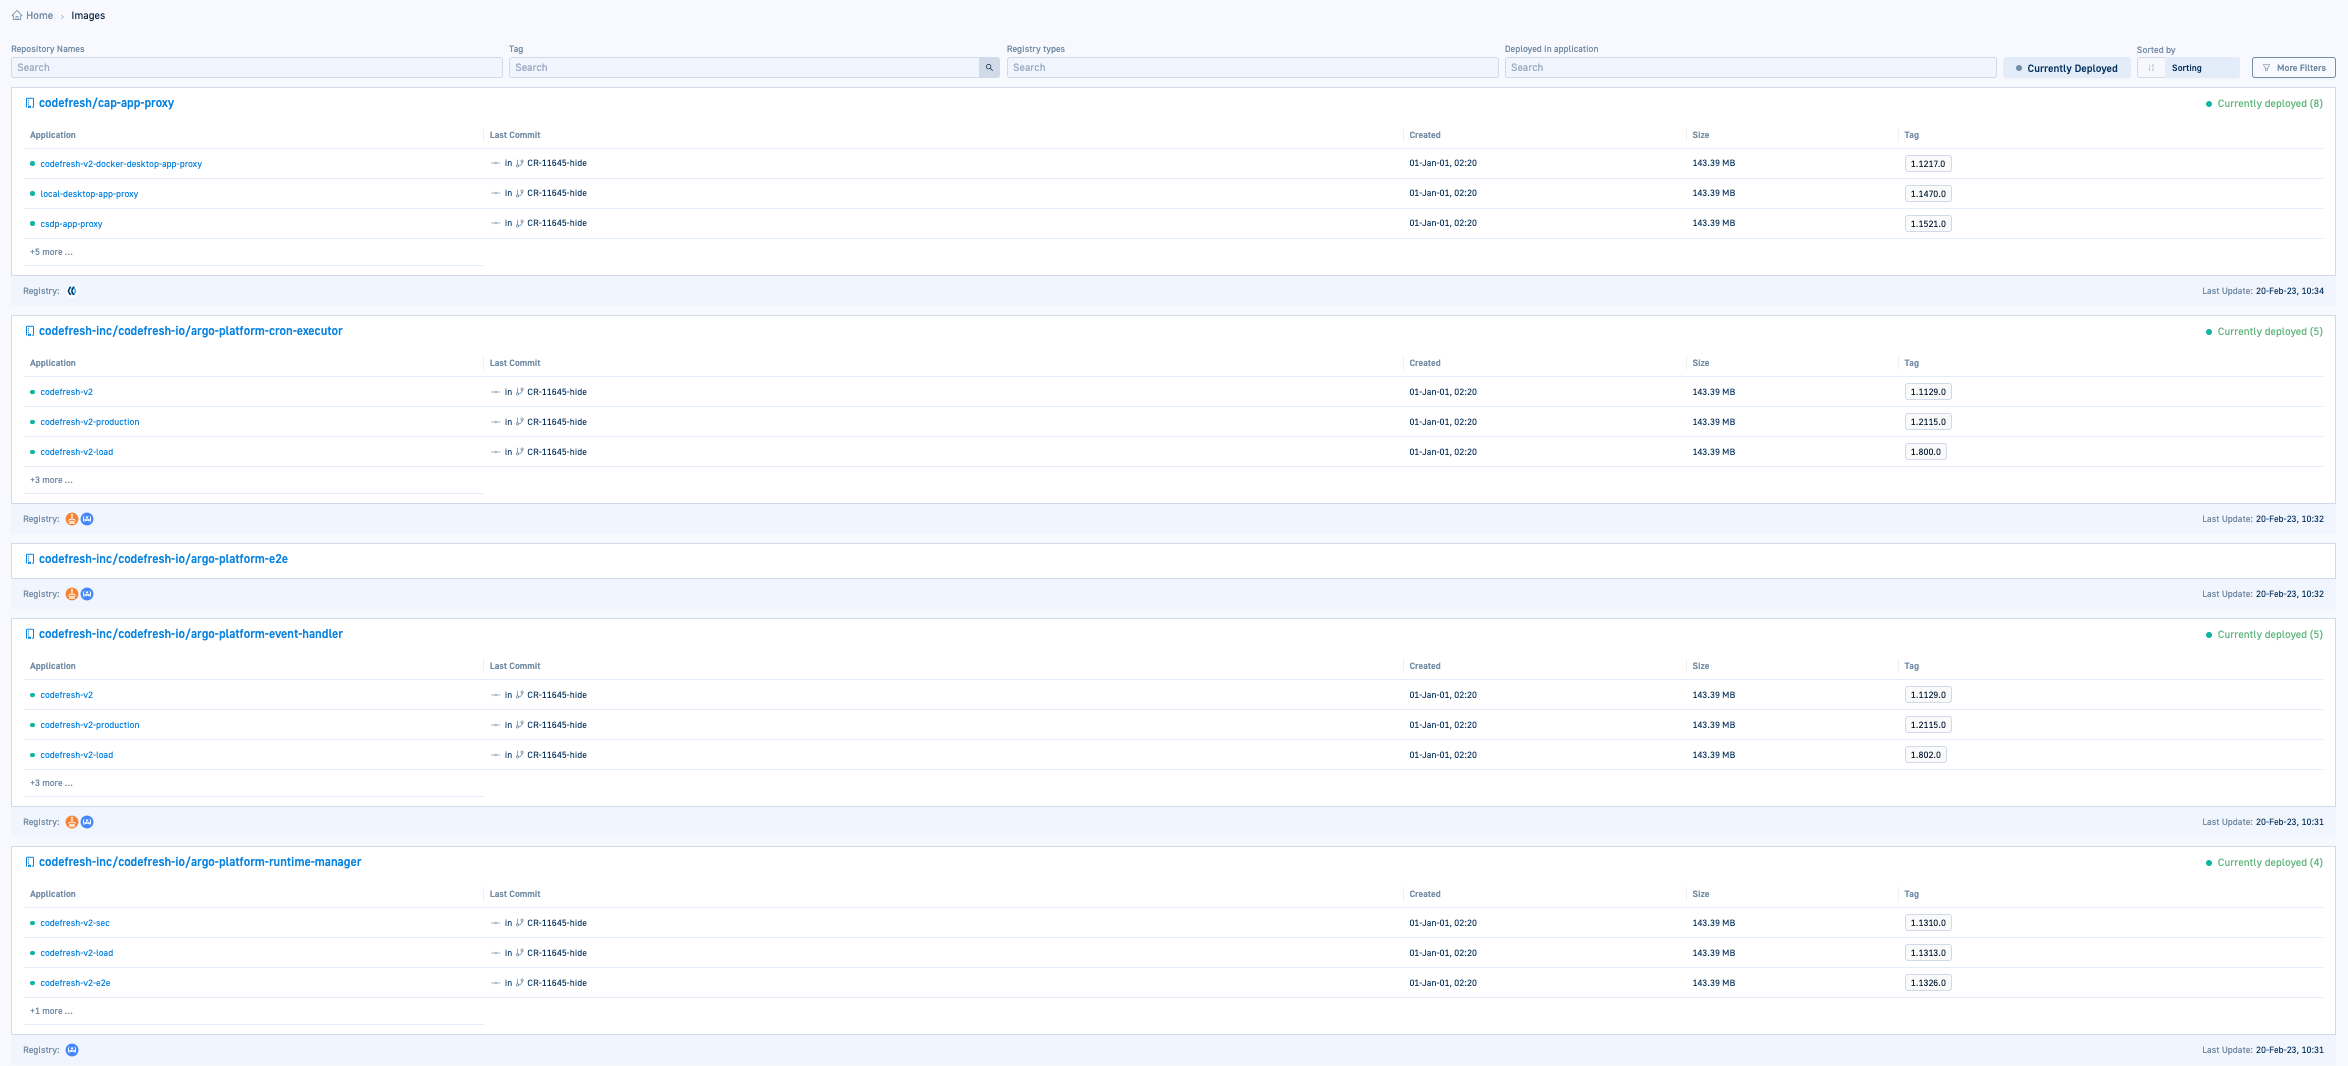 Home › Images
Repository Names Tag Registry types Deployed in application Sorted by
Search Search Search Search Currently Deployed Sorting More Filters
codefresh/cap-app-proxy Currently deployed (8)
Application Last Commit Created Size Tag
codefresh-v2-docker-desktop-app-proxy in CR-11645-hide 01-Jan-01, 02:20 143.39 MB 1.1217.0
local-desktop-app-proxy in CR-11645-hide 01-Jan-01, 02:20 143.39 MB 1.1470.0
csdp-app-proxy in CR-11645-hide 01-Jan-01, 02:20 143.39 MB 1.1521.0
+5 more ...
Registry: Last Update: 20-Feb-23, 10:34
codefresh-inc/codefresh-io/argo-platform-cron-executor Currently deployed (5)
Application Last Commit Created Size Tag
codefresh-v2 in CR-11645-hide 01-Jan-01, 02:20 143.39 MB 1.1129.0
codefresh-v2-production in CR-11645-hide 01-Jan-01, 02:20 143.39 MB 1.2115.0
codefresh-v2-load in CR-11645-hide 01-Jan-01, 02:20 143.39 MB 1.800.0
+3 more ...
Registry: Last Update: 20-Feb-23, 10:32
codefresh-inc/codefresh-io/argo-platform-e2e
Registry: Last Update: 20-Feb-23, 10:32
codefresh-inc/codefresh-io/argo-platform-event-handler Currently deployed (5)
Application Last Commit Created Size Tag
codefresh-v2 in CR-11645-hide 01-Jan-01, 02:20 143.39 MB 1.1129.0
codefresh-v2-production in CR-11645-hide 01-Jan-01, 02:20 143.39 MB 1.2115.0
codefresh-v2-load in CR-11645-hide 01-Jan-01, 02:20 143.39 MB 1.802.0
+3 more ...
Registry: Last Update: 20-Feb-23, 10:31
codefresh-inc/codefresh-io/argo-platform-runtime-manager Currently deployed (4)
Application Last Commit Created Size Tag
codefresh-v2-sec in CR-11645-hide 01-Jan-01, 02:20 143.39 MB 1.1310.0
codefresh-v2-load in CR-11645-hide 01-Jan-01, 02:20 143.39 MB 1.1313.0
codefresh-v2-e2e in CR-11645-hide 01-Jan-01, 02:20 143.39 MB 1.1326.0
+1 more ...
Registry: Last Update: 20-Feb-23, 10:31